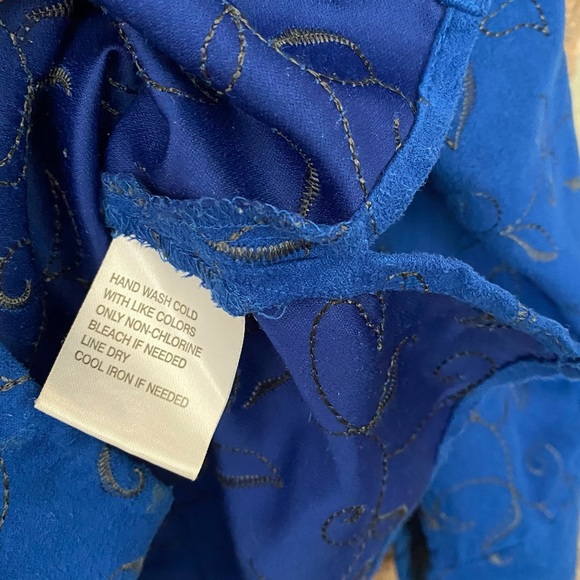 HAND WASH COLD
WITH LIKE COLORS
ONLY NON-CHLORINE
BLEACH IF NEEDED
LINE DRY
COOL IRON IF NEEDED